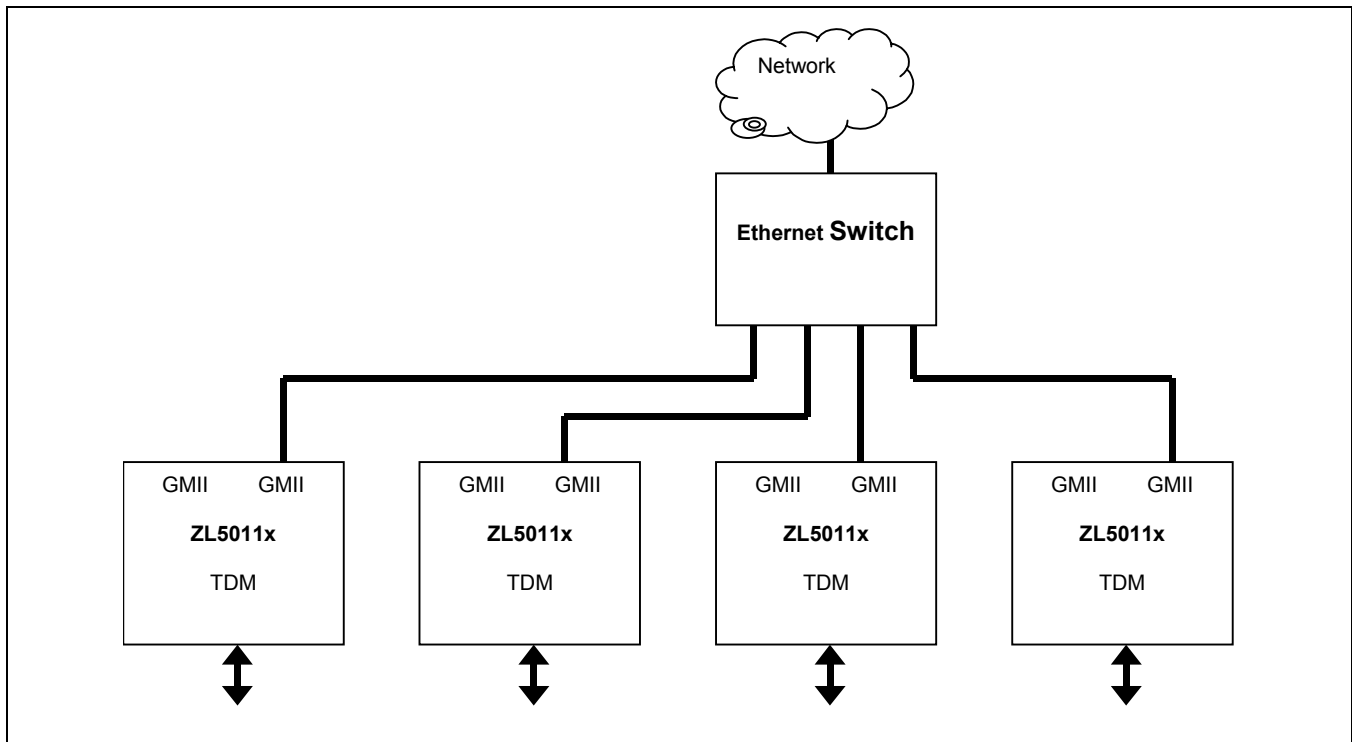 Network
Ethernet Switch
GMII GMII
ZL5011x
TDM
GMII GMII
ZL5011x
TDM
GMII GMII
ZL5011x
TDM
GMII GMII
ZL5011x
TDM